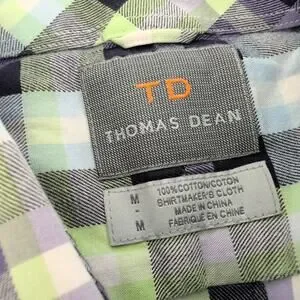 TD
THOMAS DEAN
M 100%COTTON/COTON
- SHIRTMAKER'S CLOTH
M MADE IN CHINA
FABRIQUE EN CHINE